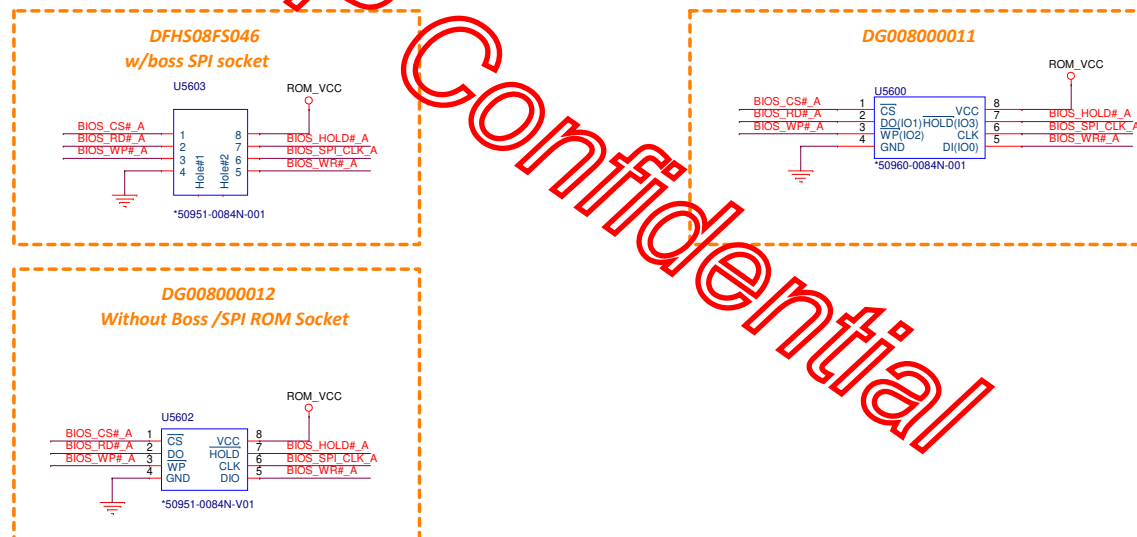 DFHS08FS046
w/boss SPI socket
U5603
ROM_VCC
BIOS_CS#_A
BIOS_RD#_A
BIOS_WP#_A
1
2
3
4
Hole#1
Hole#2
8
7
6
5
BIOS_HOLD#_A
BIOS_SPI_CLK_A
BIOS_WR#_A
*50951-0084N-001
DG008000011
ROM_VCC
U5600
BIOS_CS#_A
BIOS_RD#_A
BIOS_WP#_A
1
2
3
4
CS
DO(IO1)
WP(IO2)
GND
VCC
HOLD(IO3)
CLK
DI(IO0)
8
7
6
5
BIOS_HOLD#_A
BIOS_SPI_CLK_A
BIOS_WR#_A
*50960-0084N-001
Confidential
DG008000012
Without Boss /SPI ROM Socket
ROM_VCC
U5602
BIOS_CS#_A
BIOS_RD#_A
BIOS_WP#_A
1
2
3
4
CS
DO
WP
GND
VCC
HOLD
CLK
DIO
8
7
6
5
BIOS_HOLD#_A
BIOS_SPI_CLK_A
BIOS_WR#_A
*50951-0084N-V01